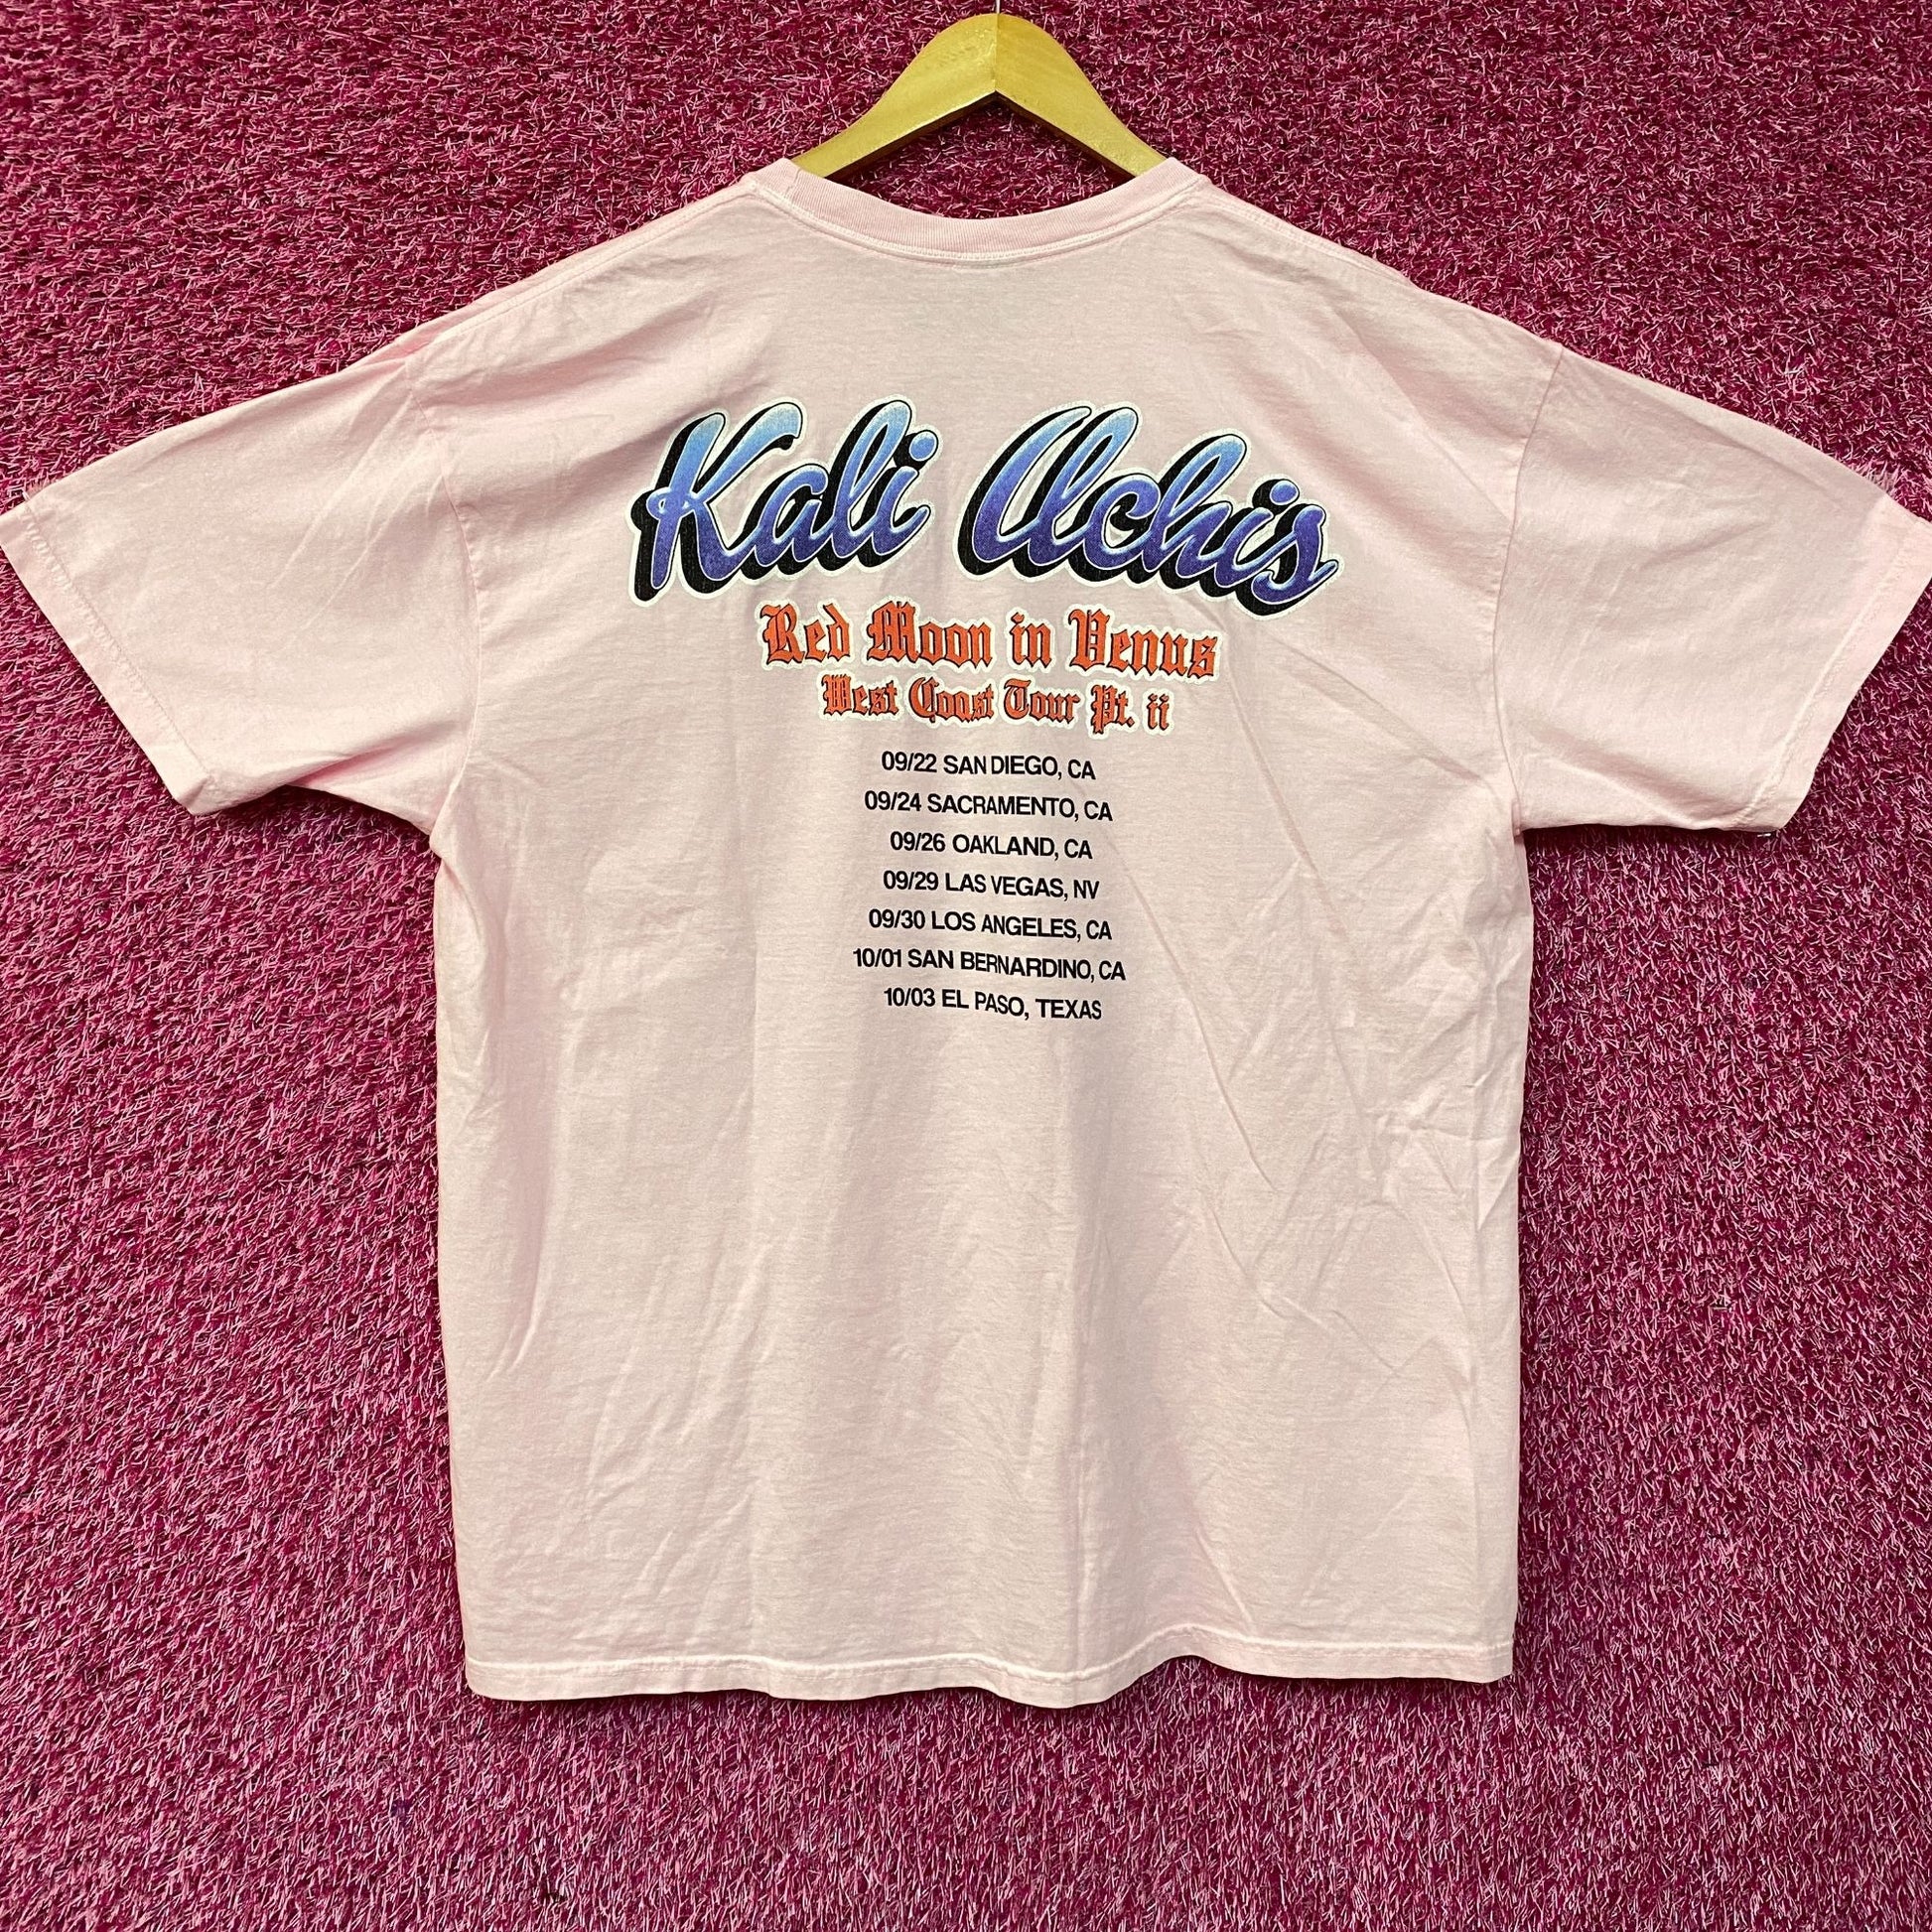 Kali Uchis
Red Moon in Venus
West Coast Tour Pt. ii
09/22 SAN DIEGO, CA
09/24 SACRAMENTO, CA
09/26 OAKLAND, CA
09/29 LAS VEGAS, NV
09/30 LOS ANGELES, CA
10/01 SAN BERNARDINO, CA
10/03 EL PASO, TEXAS